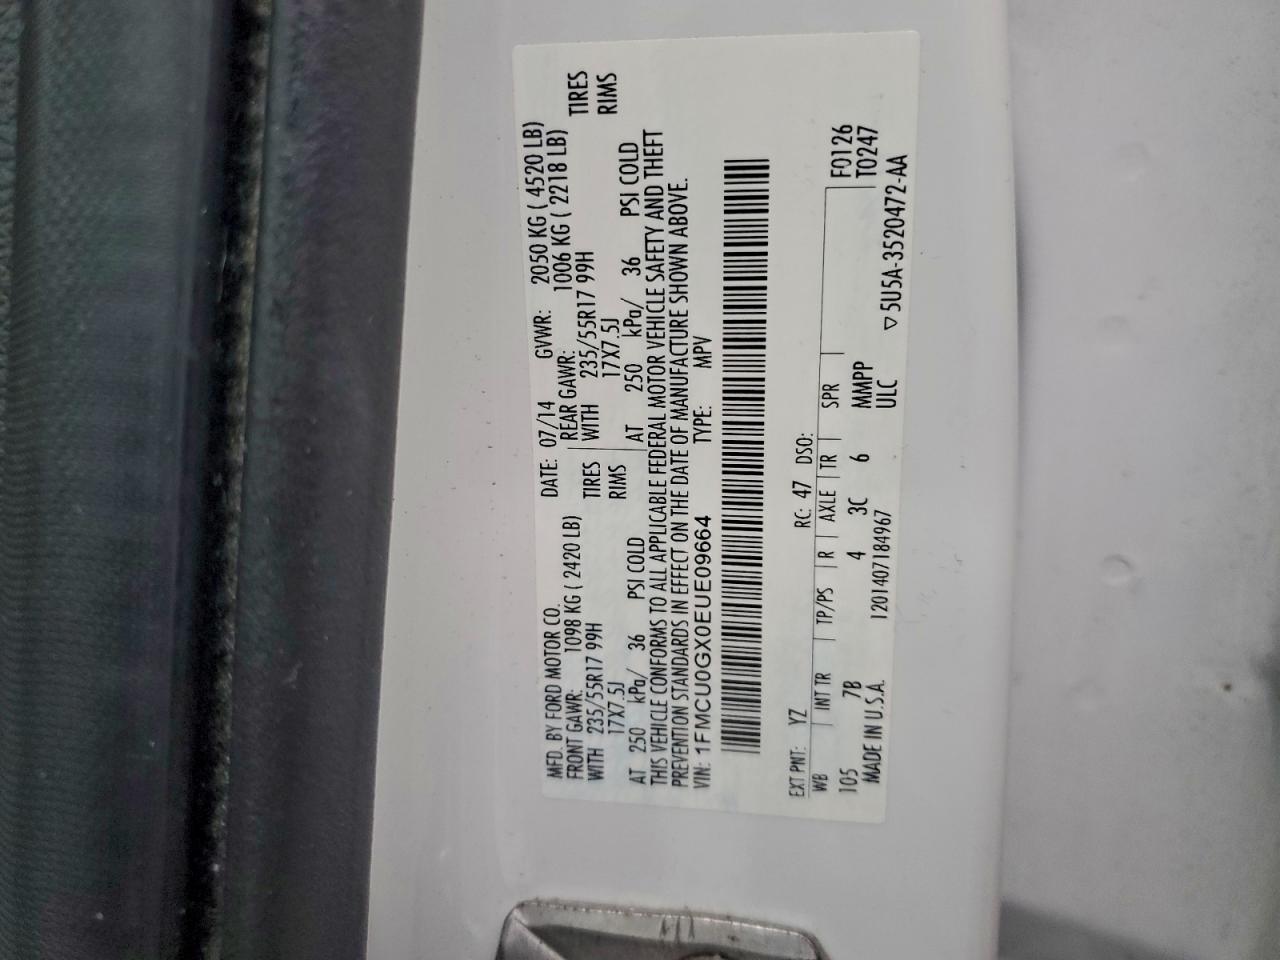 MFD. BY FORD MOTOR CO. DATE: 07/14 GVWR: 2050 KG ( 4520 LB)
FRONT GAWR: 1098 KG ( 2420 LB) REAR GAWR: 1006 KG ( 2218 LB)
WITH 235/55R17 99H TIRES WITH 235/55R17 99H TIRES
17X7.5J RIMS 17X7.5J RIMS
AT 250 kPa/ 36 PSI COLD AT 250 kPa/ 36 PSI COLD
THIS VEHICLE CONFORMS TO ALL APPLICABLE FEDERAL MOTOR VEHICLE SAFETY AND THEFT
PREVENTION STANDARDS IN EFFECT ON THE DATE OF MANUFACTURE SHOWN ABOVE.
VIN: 1FMCU0GX0EUE09664 TYPE: MPV
EXT PNT: YZ RC: 47 DSO: F0126
WB INT TR TP/PS R AXLE TR SPR T0247
105 7B 4 3C 6 MMPP
MADE IN U.S.A. 1201407184967 ULC
▽5U5A-3520472-AA